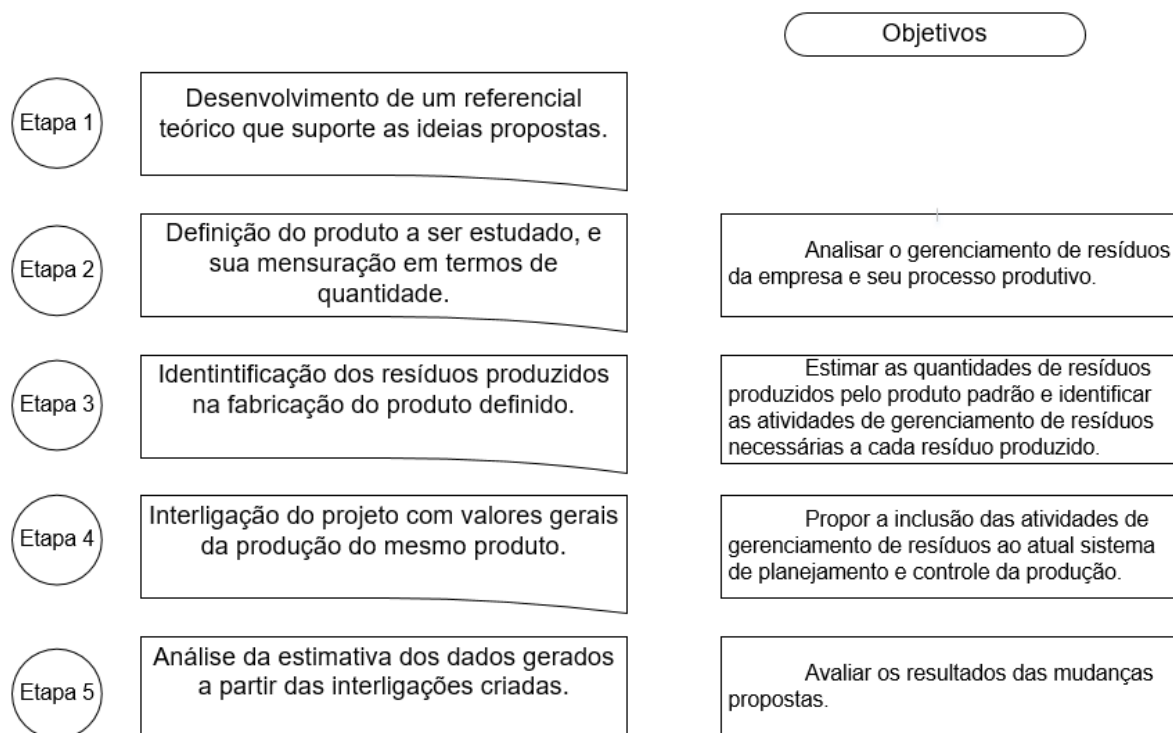 Objetivos
Etapa 1
Desenvolvimento de um referencial
teórico que suporte as ideias propostas.
Etapa 2
Definição do produto a ser estudado, e
sua mensuração em termos de
quantidade.
Analisar o gerenciamento de resíduos
da empresa e seu processo produtivo.
Etapa 3
Identintificação dos resíduos produzidos
na fabricação do produto definido.
Estimar as quantidades de resíduos
produzidos pelo produto padrão e identificar
as atividades de gerenciamento de resíduos
necessárias a cada resíduo produzido.
Etapa 4
Interligação do projeto com valores gerais
da produção do mesmo produto.
Propor a inclusão das atividades de
gerenciamento de resíduos ao atual sistema
de planejamento e controle da produção.
Etapa 5
Análise da estimativa dos dados gerados
a partir das interligações criadas.
Avaliar os resultados das mudanças
propostas.